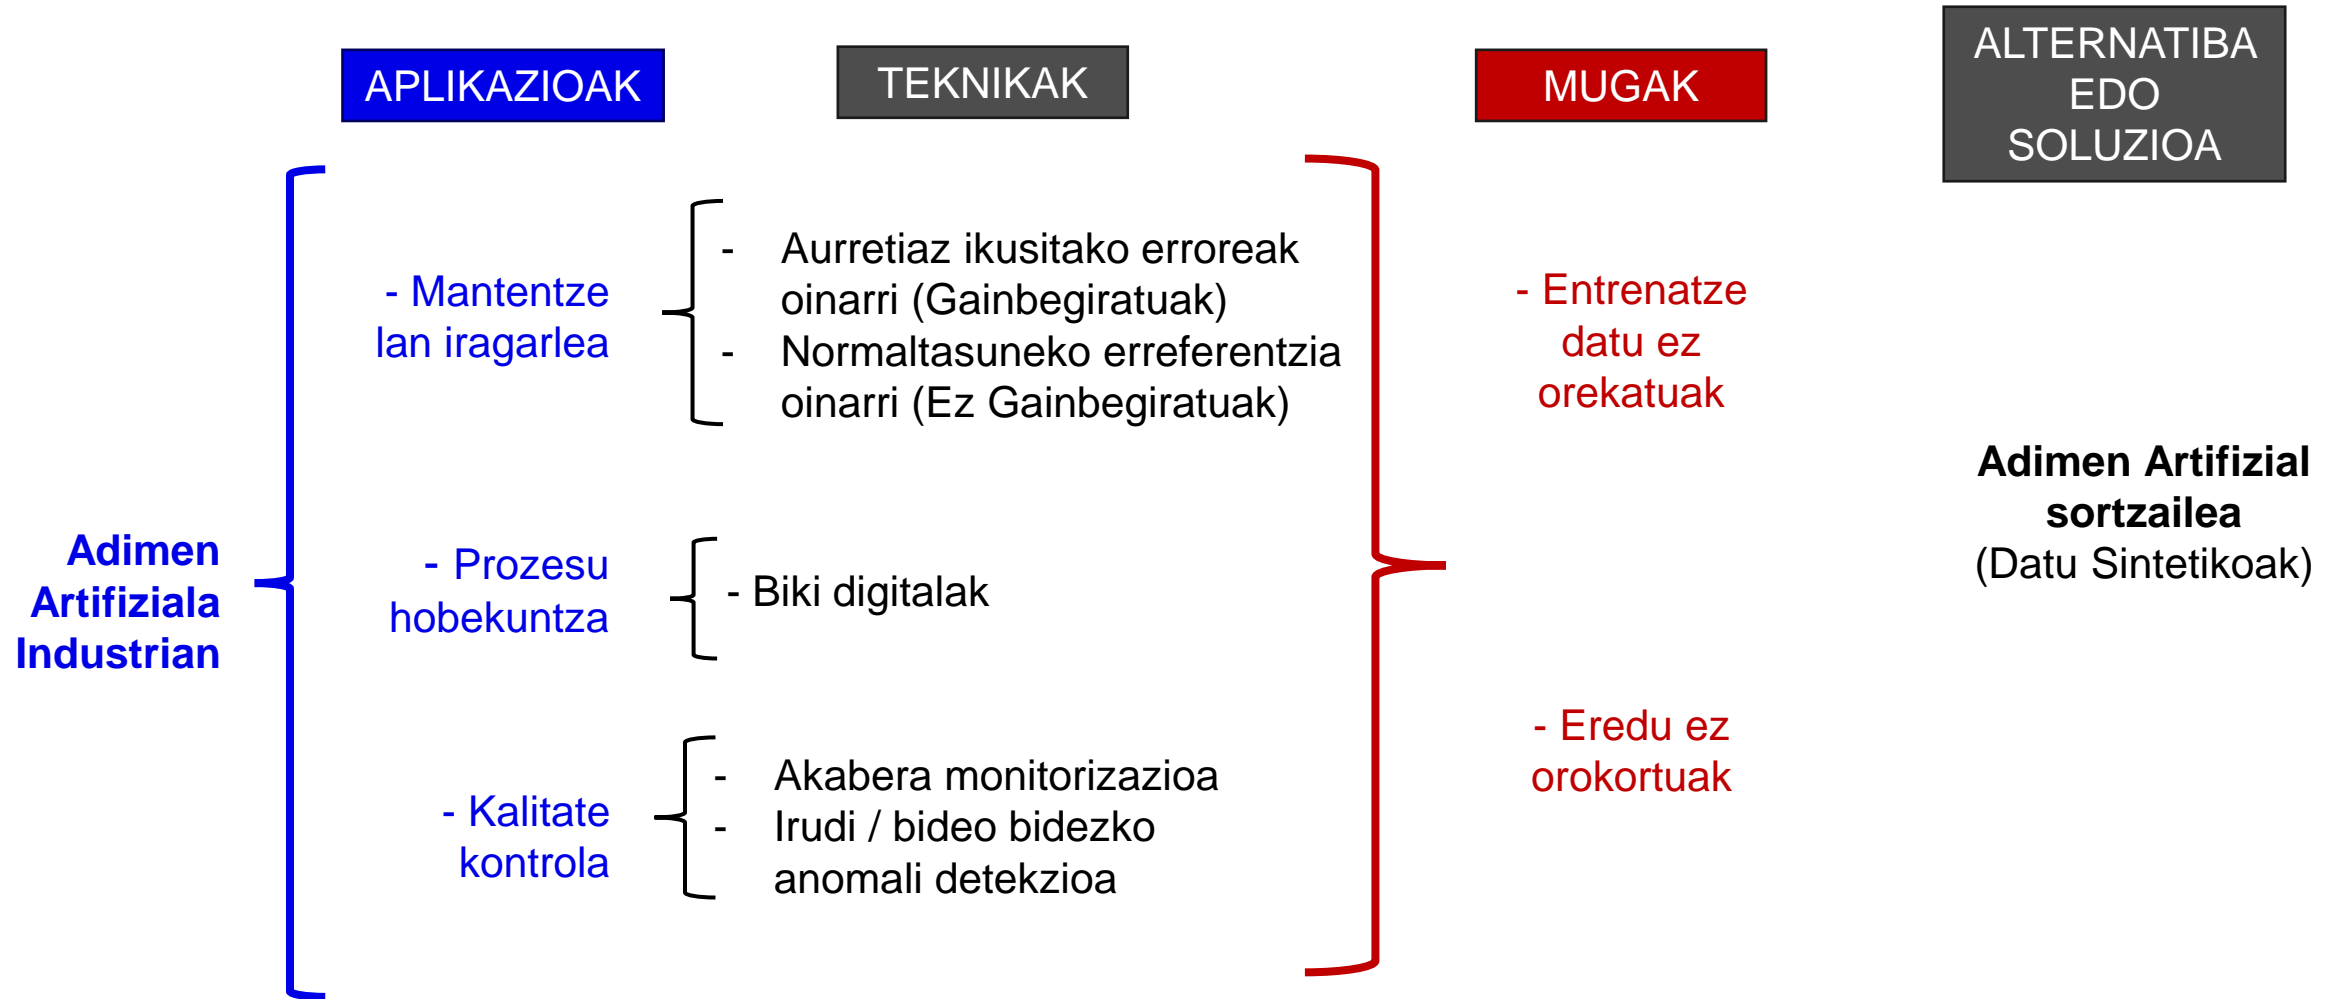 APLIKAZIOAK
TEKNIKAK
MUGAK
ALTERNATIBA
EDO
SOLUZIOA
Adimen
Artifiziala
Industrian
- Mantentze
lan iragarlea
- Aurretiaz ikusitako erroreak
oinarri (Gainbegiratuak)
- Normaltasuneko erreferentzia
oinarri (Ez Gainbegiratuak)
- Prozesu
hobekuntza
- Biki digitalak
- Kalitate
kontrola
- Akabera monitorizazioa
- Irudi / bideo bidezko
anomali detekzioa
- Entrenatze
datu ez
orekatuak
- Eredu ez
orokortuak
Adimen Artifizial
sortzailea
(Datu Sintetikoak)